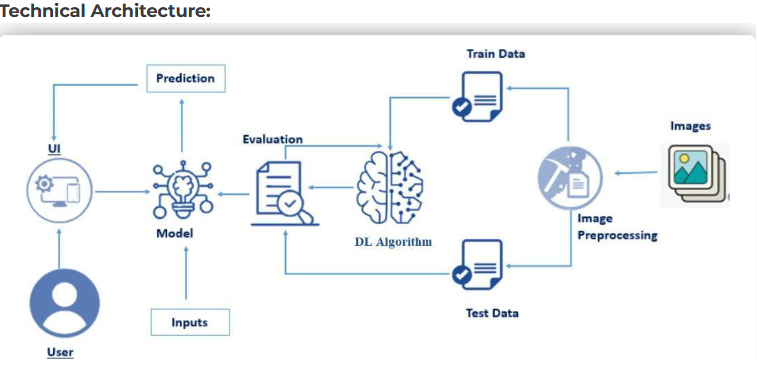 Technical Architecture:
Train Data
Prediction
Images
Evaluation
UI
Image
Preprocessing
Model
DL Algorithm
Inputs
Test Data
User